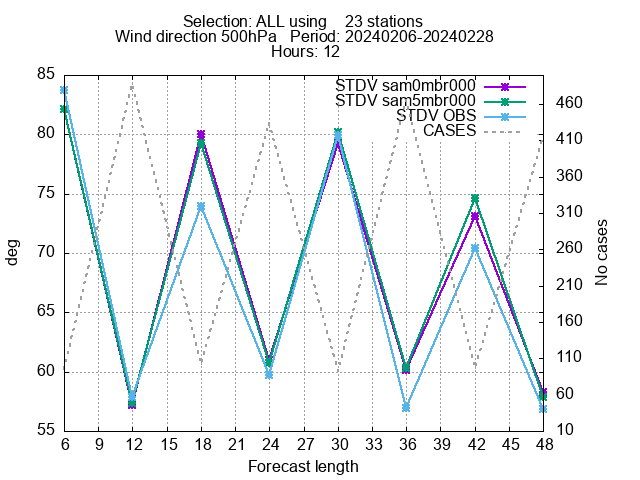 Selection: ALL using    23 stations
Wind direction 500hPa   Period: 20240206-20240228
Hours: 12
STDV sam0mbr000
STDV sam5mbr000
STDV OBS
CASES
85
80
75
70
65
60
55
deg
460
410
360
310
260
210
160
110
60
10
No cases
6 9 12 15 18 21 24 27 30 33 36 39 42 45 48
Forecast length